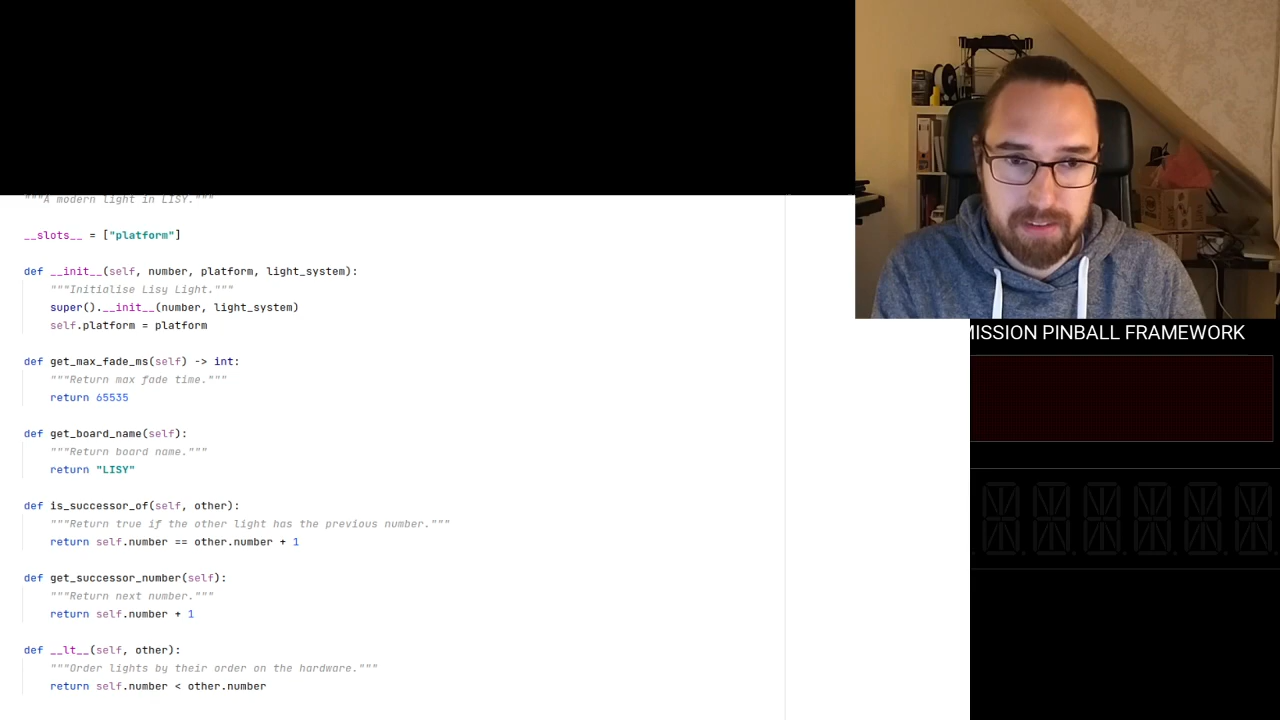 """A modern light in LISY."""
__slots__ = ["platform"]
def __init__(self, number, platform, light_system):
"""Initialise Lisy Light."""
super().__init__(number, light_system)
self.platform = platform
def get_max_fade_ms(self) -> int:
"""Return max fade time."""
return 65535
def get_board_name(self):
"""Return board name."""
return "LISY"
def is_successor_of(self, other):
"""Return true if the other light has the previous number."""
return self.number == other.number + 1
def get_successor_number(self):
"""Return next number."""
return self.number + 1
def __lt__(self, other):
"""Order lights by their order on the hardware."""
return self.number < other.number
MISSION PINBALL FRAMEWORK